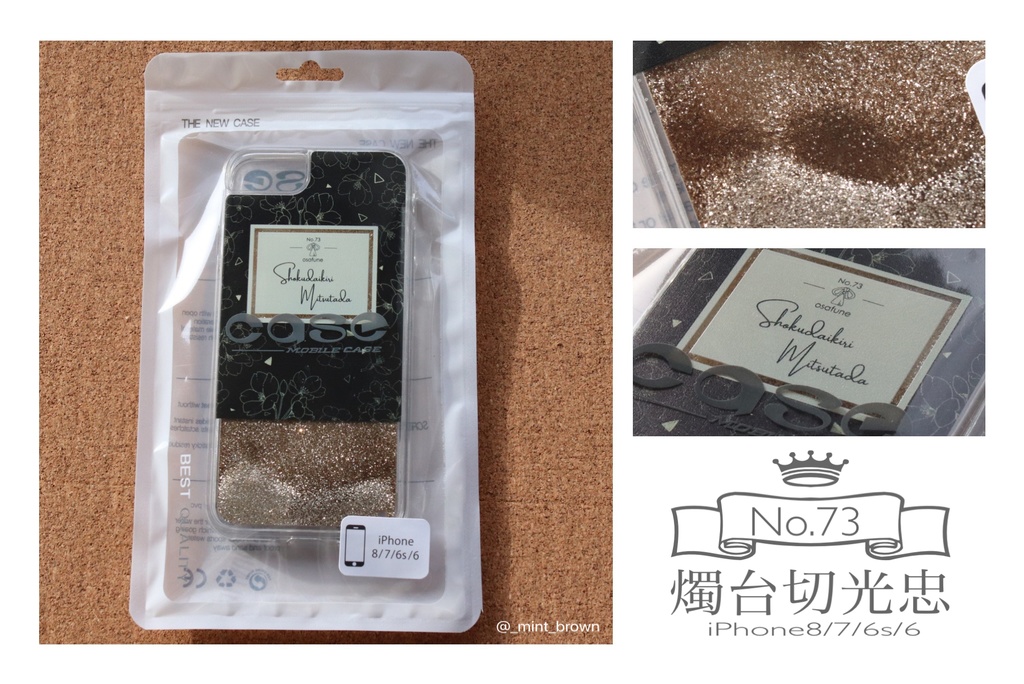 THE NEW CASE
No.73
osafune
Shokudaikiri
Mitsutada
case
MOBILE CASE
BEST QUALITY
iPhone
8/7/6s/6
@_mint_brown
No.73
osafune
Shokudaikiri
Mitsutada
case
No.73
燭台切光忠
iPhone8/7/6s/6